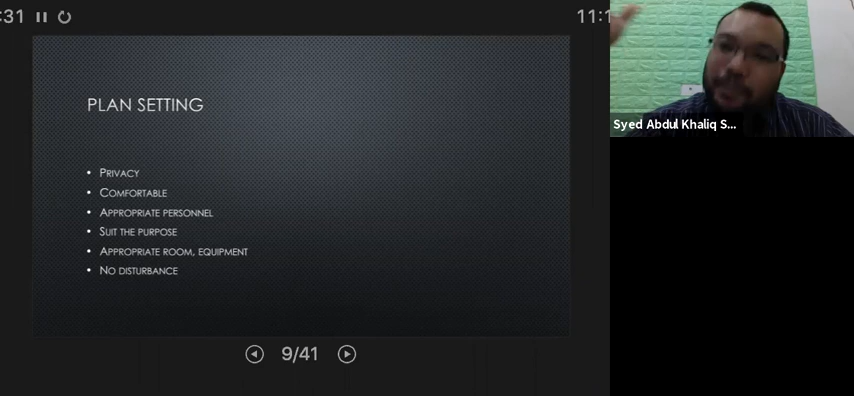 :31
11:1
PLAN SETTING
• PRIVACY
• COMFORTABLE
• APPROPRIATE PERSONNEL
• SUIT THE PURPOSE
• APPROPRIATE ROOM, EQUIPMENT
• NO DISTURBANCE
9/41
Syed Abdul Khaliq S...